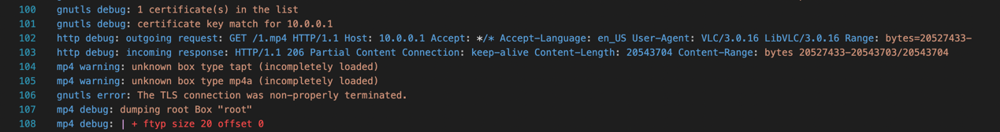 100 gnutls debug: 1 certificate(s) in the list
101 gnutls debug: certificate key match for 10.0.0.1
102 http debug: outgoing request: GET /1.mp4 HTTP/1.1 Host: 10.0.0.1 Accept: */* Accept-Language: en_US User-Agent: VLC/3.0.16 LibVLC/3.0.16 Range: bytes=20527433-
103 http debug: incoming response: HTTP/1.1 206 Partial Content Connection: keep-alive Content-Length: 20543704 Content-Range: bytes 20527433-20543703/20543704
104 mp4 warning: unknown box type tapt (incompletely loaded)
105 mp4 warning: unknown box type mp4a (incompletely loaded)
106 gnutls error: The TLS connection was non-properly terminated.
107 mp4 debug: dumping root Box "root"
108 mp4 debug: | + ftyp size 20 offset 0